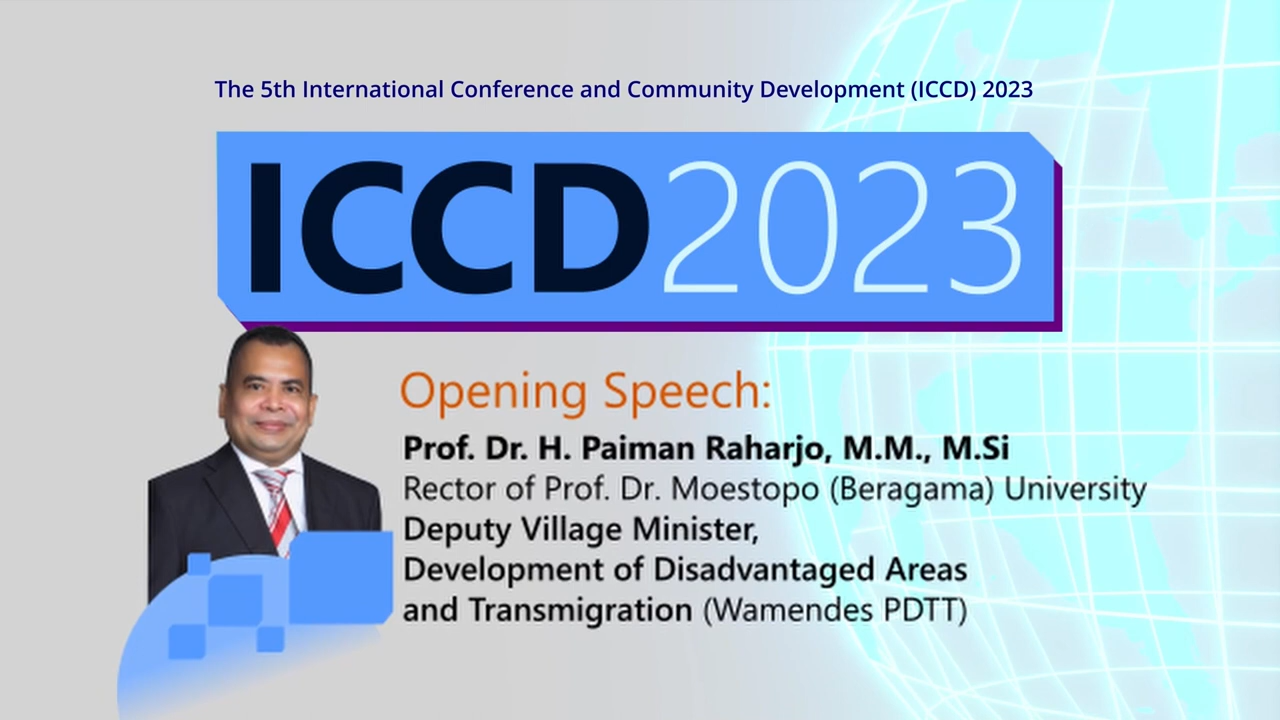 The 5th International Conference and Community Development (ICCD) 2023
ICCD2023
Opening Speech:
Prof. Dr. H. Paiman Raharjo, M.M., M.Si
Rector of Prof. Dr. Moestopo (Beragama) University
Deputy Village Minister,
Development of Disadvantaged Areas
and Transmigration (Wamendes PDTT)